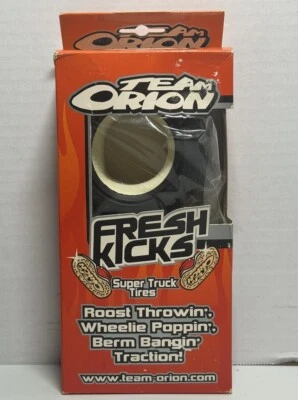 TEAM
ORION
TEAM
ORION
FRESH
KICKS
Super Truck
Tires
Roost Throwin',
Wheelie Poppin',
Berm Bangin'
Traction!
www.team-orion.com